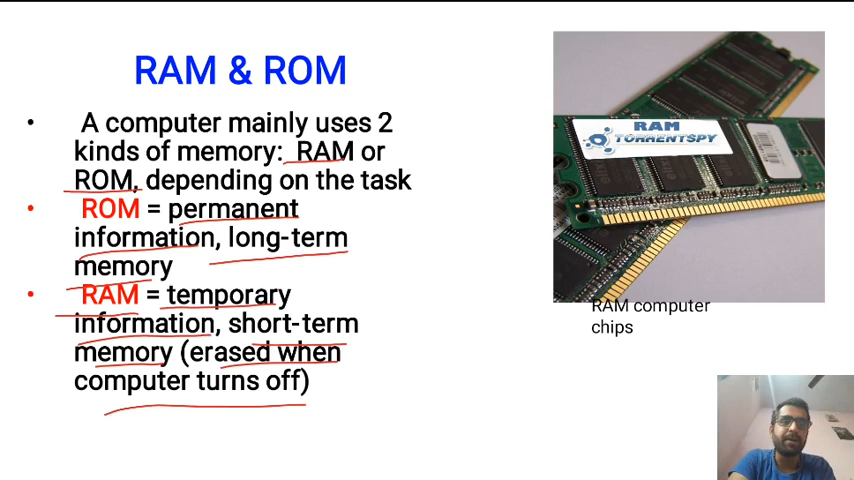 RAM & ROM
• A computer mainly uses 2
kinds of memory: RAM or
ROM, depending on the task
• ROM = permanent
information, long-term
memory
• RAM = temporary
information, short-term
memory (erased when
computer turns off)
RAM
TORRENTSPY
RAM computer
chips